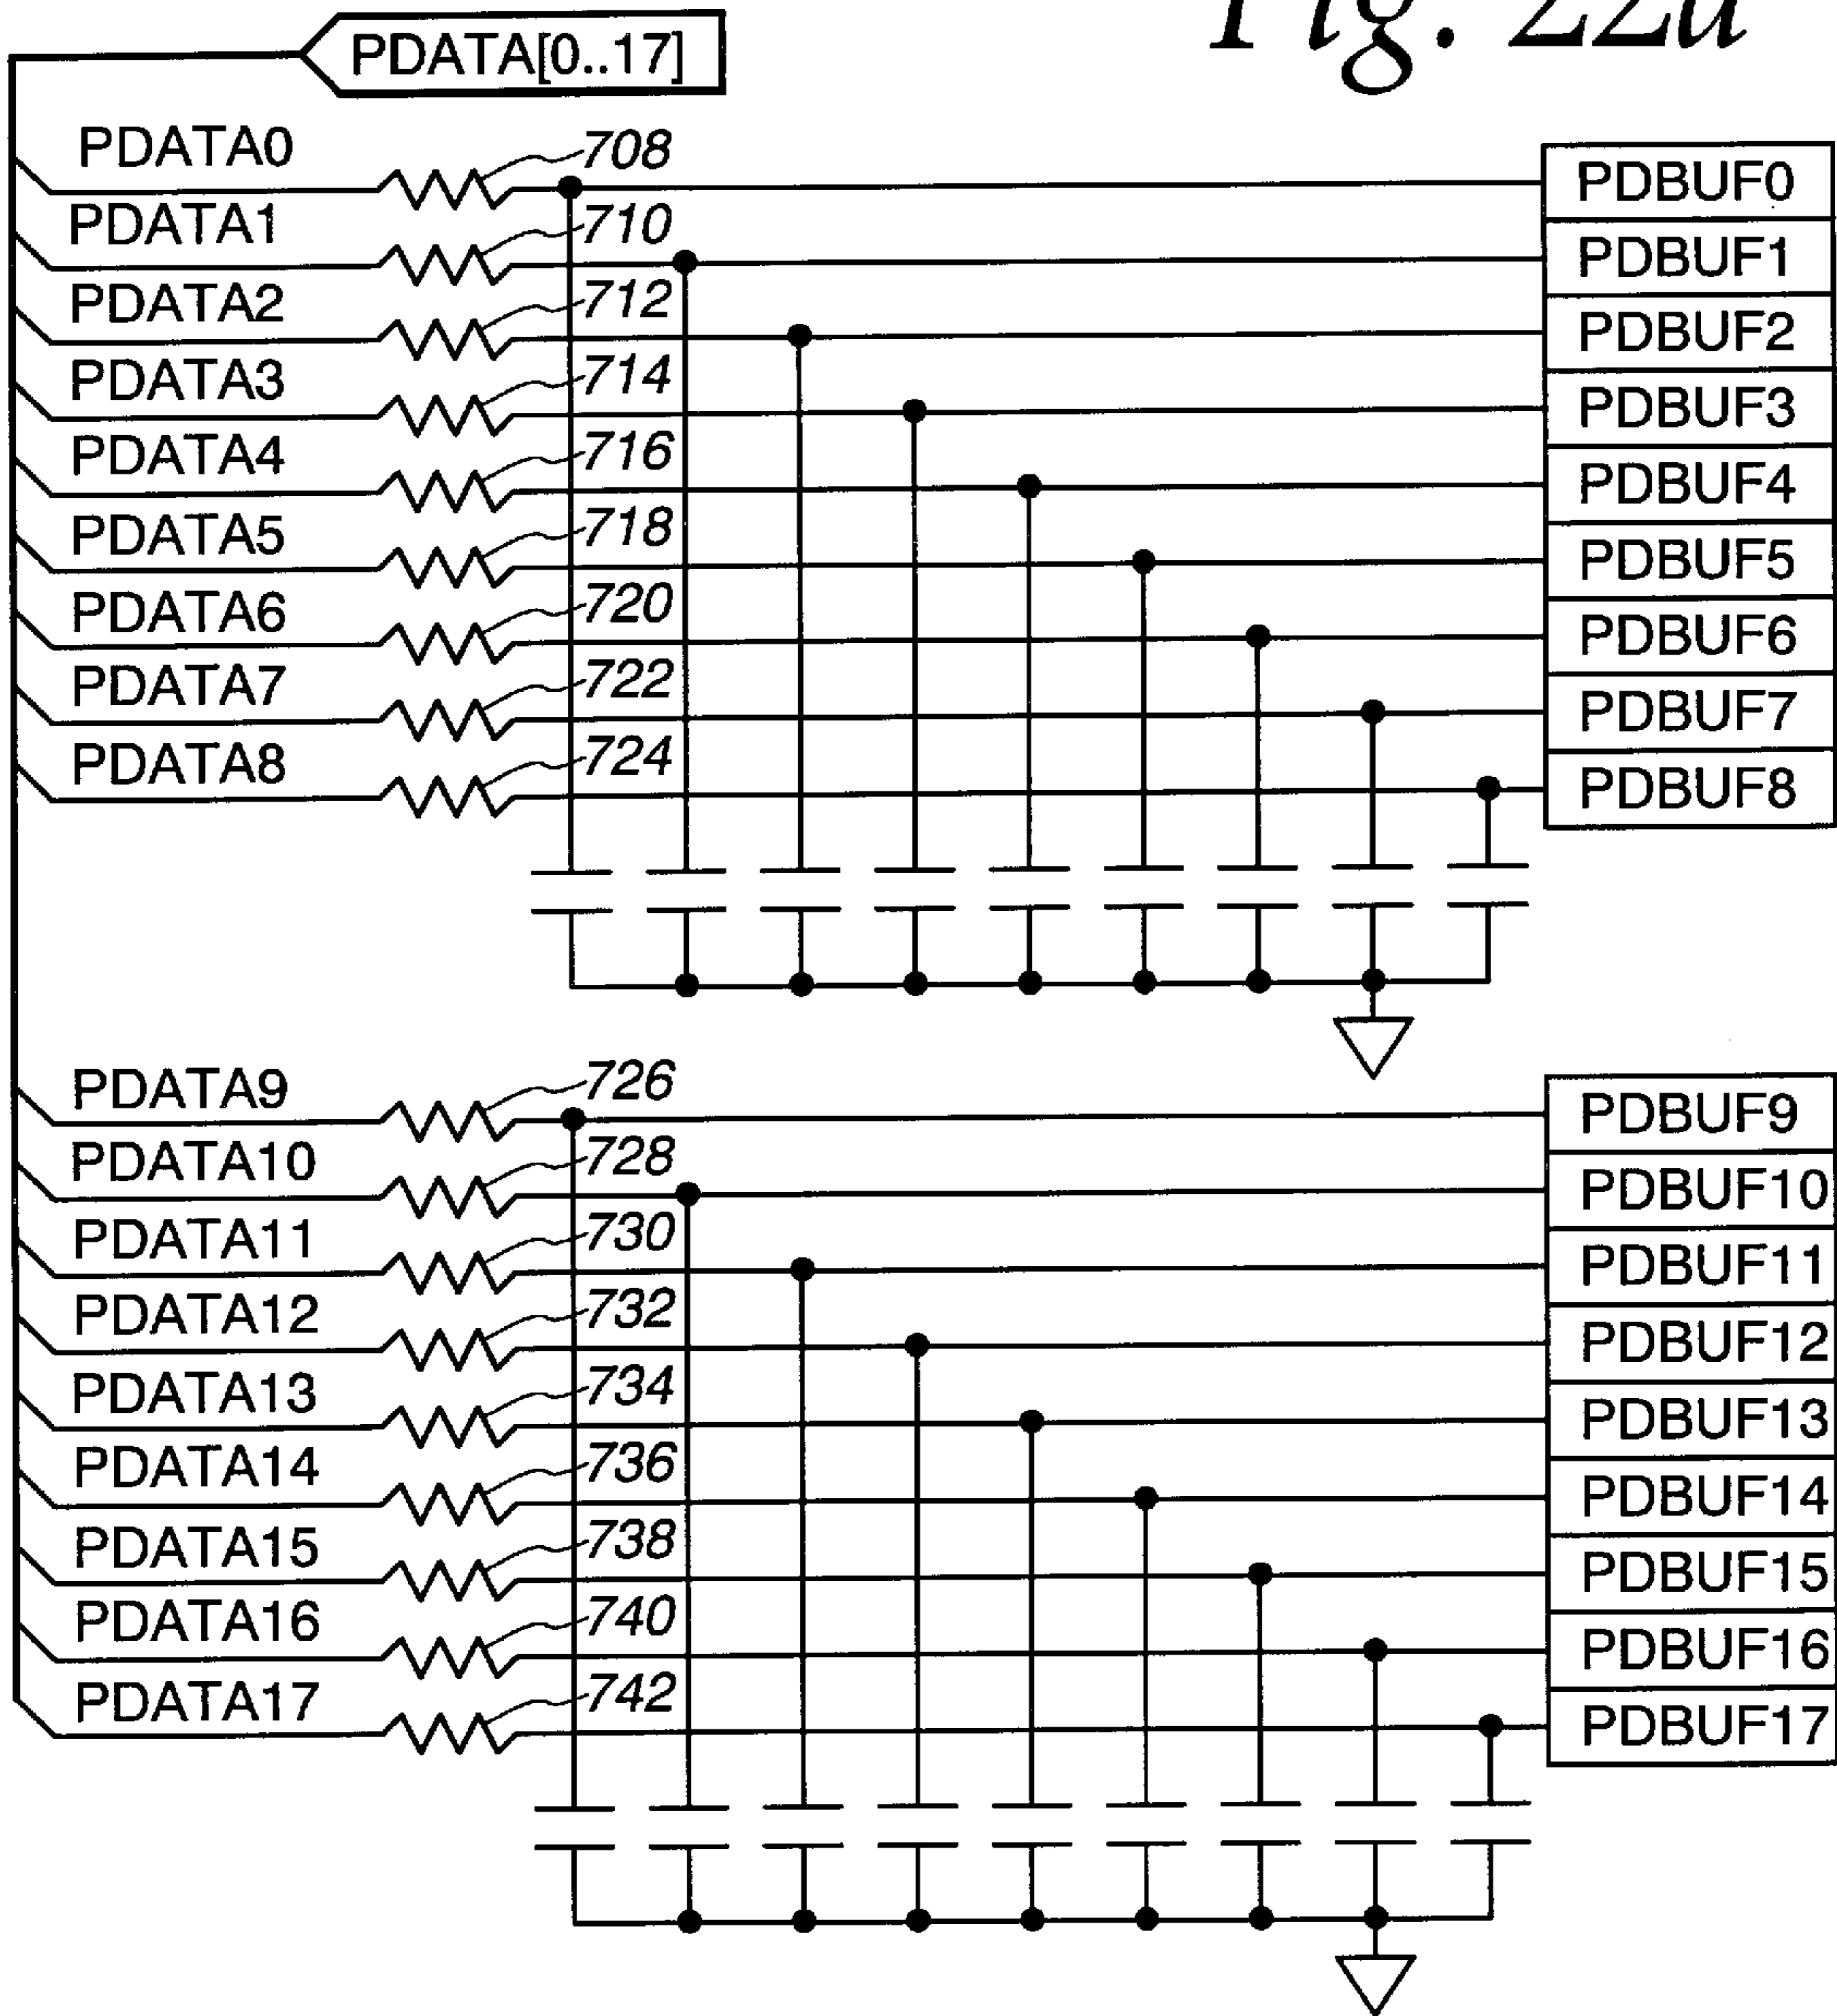 Fig. 22a
PDATA[0..17]
PDATA0 708 PDBUF0
PDATA1 710 PDBUF1
PDATA2 712 PDBUF2
PDATA3 714 PDBUF3
PDATA4 716 PDBUF4
PDATA5 718 PDBUF5
PDATA6 720 PDBUF6
PDATA7 722 PDBUF7
PDATA8 724 PDBUF8
PDATA9 726 PDBUF9
PDATA10 728 PDBUF10
PDATA11 730 PDBUF11
PDATA12 732 PDBUF12
PDATA13 734 PDBUF13
PDATA14 736 PDBUF14
PDATA15 738 PDBUF15
PDATA16 740 PDBUF16
PDATA17 742 PDBUF17